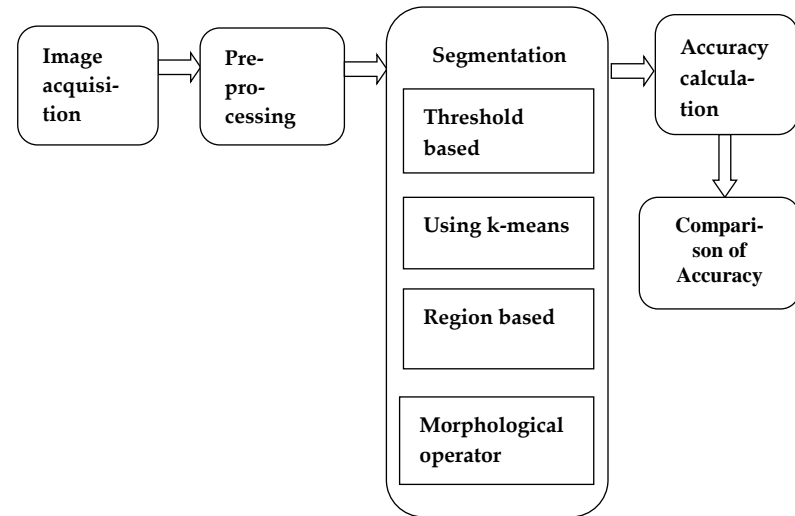 Image
acquisi-
tion
Pre-
pro-
cessing
Segmentation
Threshold
based
Using k-means
Region based
Morphological
operator
Accuracy
calcula-
tion
Compari-
son of
Accuracy